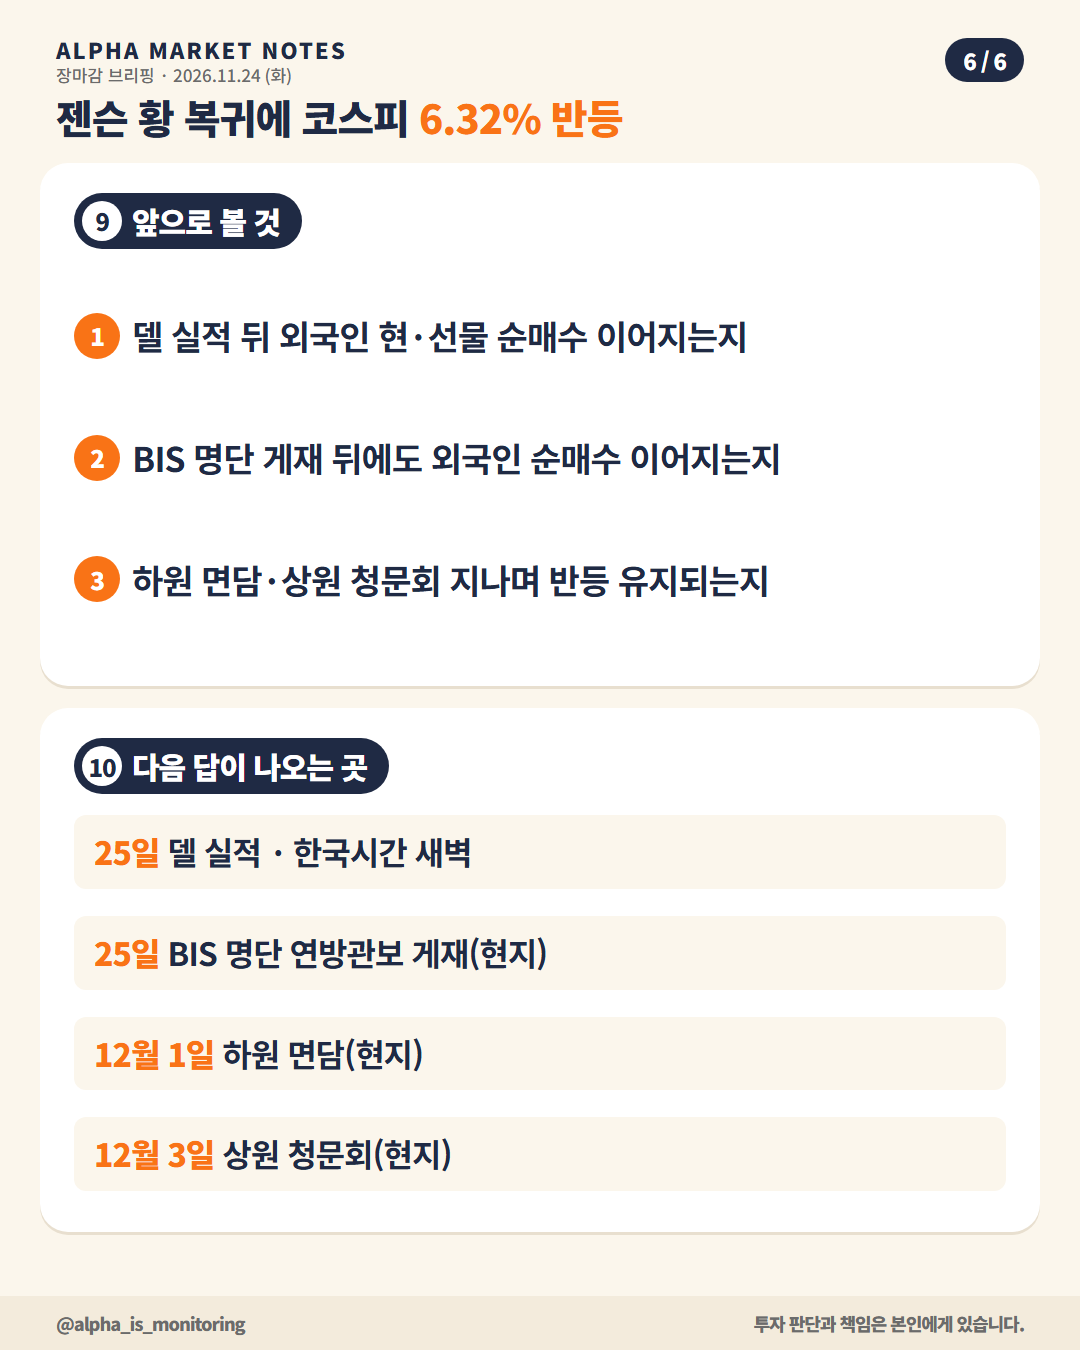 ALPHA MARKET NOTES
장마감 브리핑 · 2026.11.24 (화)
6 / 6
젠슨 황 복귀에 코스피 6.32% 반등
9 앞으로 볼 것
1 델 실적 뒤 외국인 현·선물 순매수 이어지는지
2 BIS 명단 게재 뒤에도 외국인 순매수 이어지는지
3 하원 면담·상원 청문회 지나며 반등 유지되는지
10 다음 답이 나오는 곳
25일 델 실적 · 한국시간 새벽
25일 BIS 명단 연방관보 게재(현지)
12월 1일 하원 면담(현지)
12월 3일 상원 청문회(현지)
@alpha_is_monitoring
투자 판단과 책임은 본인에게 있습니다.